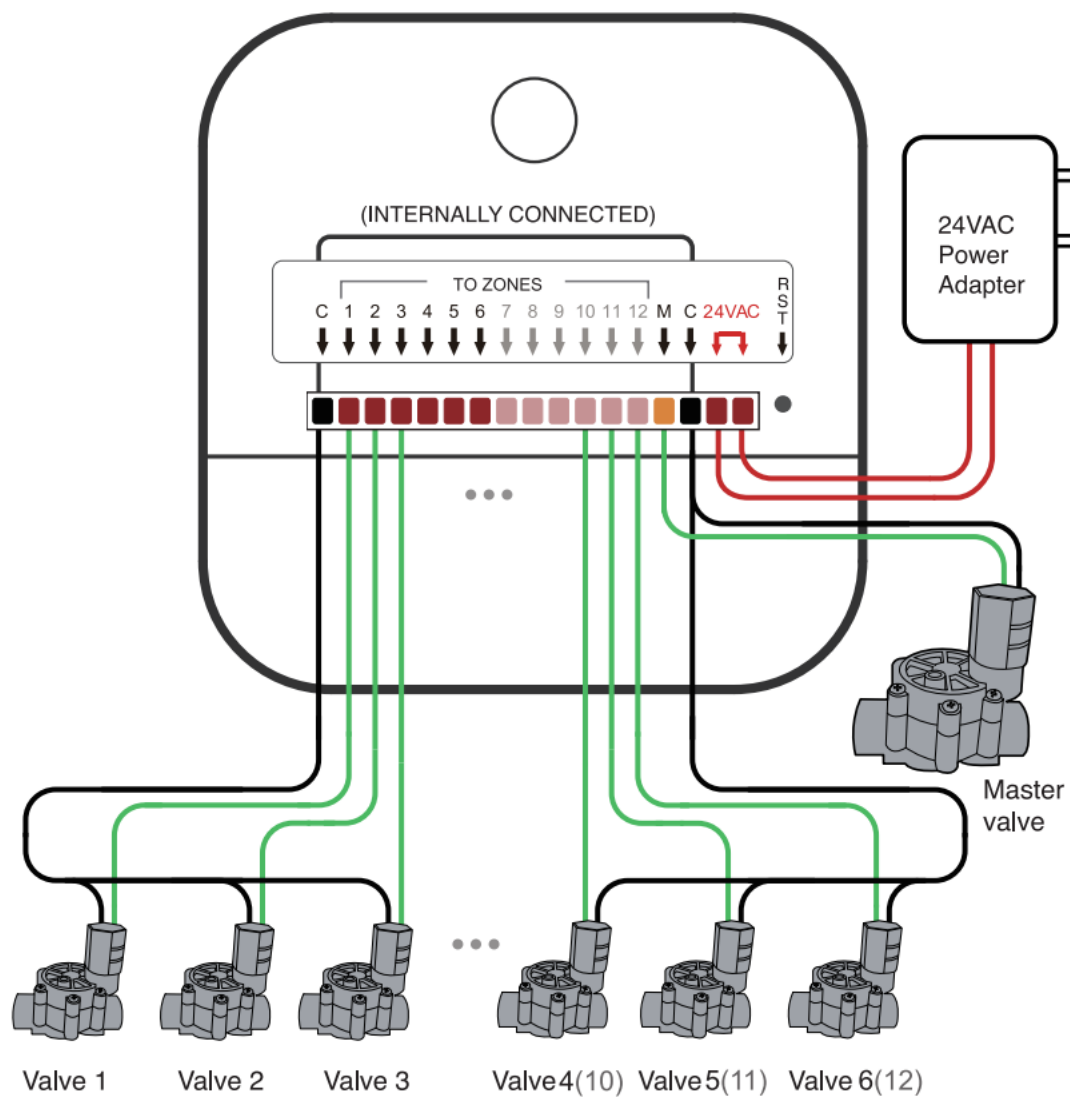 (INTERNALLY CONNECTED)
TO ZONES
C 1 2 3 4 5 6 7 8 9 10 11 12 M C 24VAC
RST
24VAC
Power
Adapter
Master
valve
Valve 1 Valve 2 Valve 3 Valve 4(10) Valve 5(11) Valve 6(12)